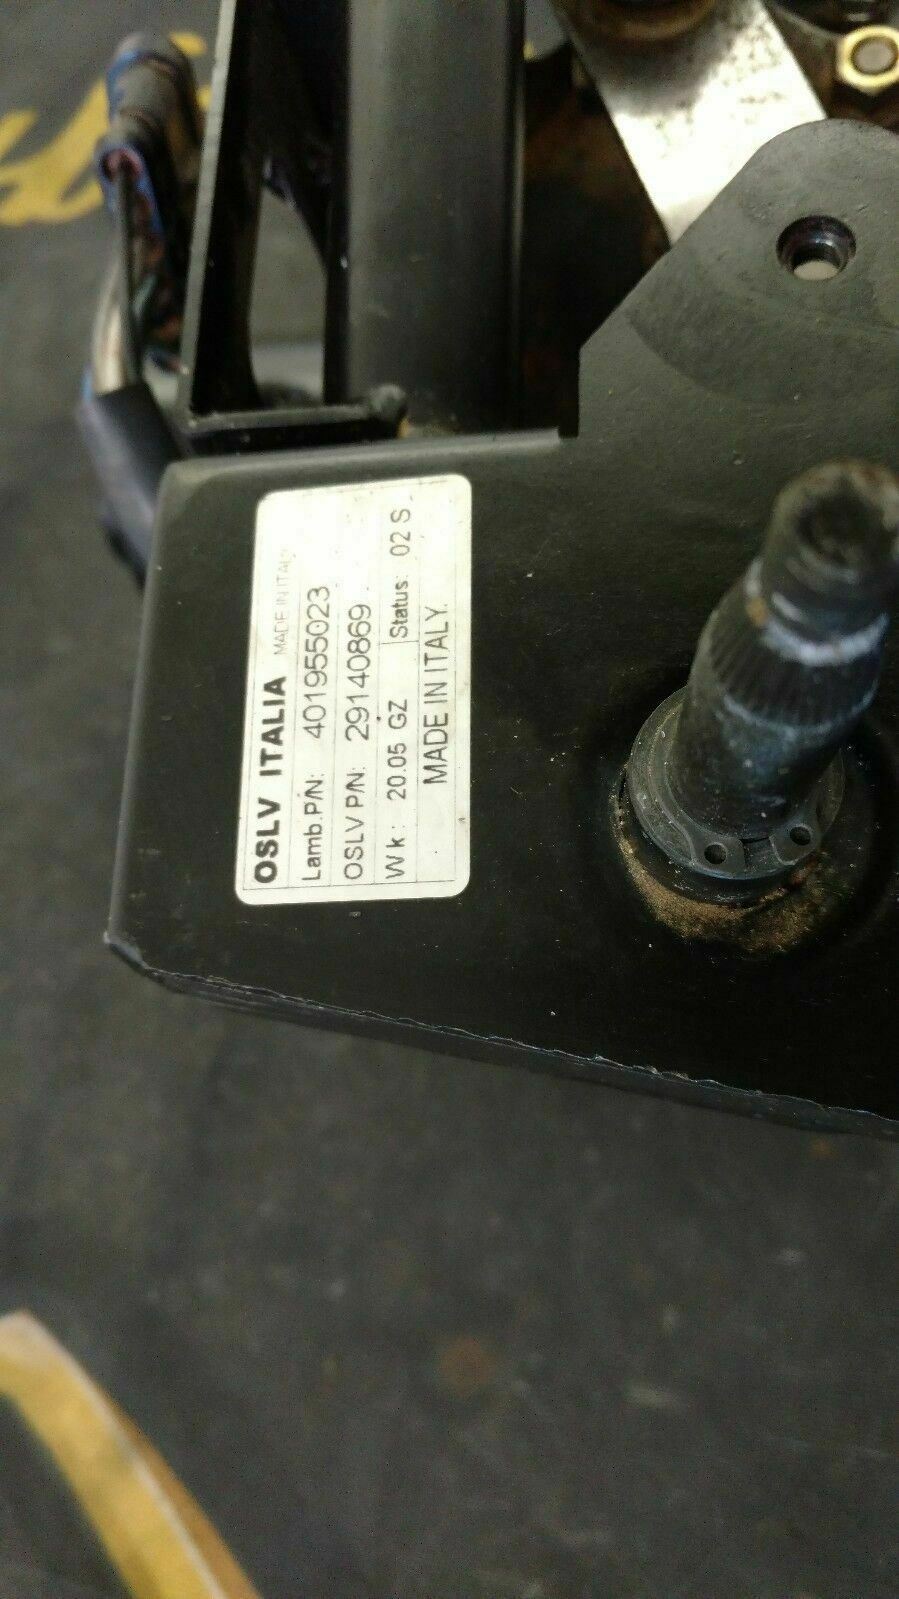 OSLV ITALIA MADE IN ITALY
Lamb.P/N: 401955023
OSLV P/N: 29140869
Wk: 20.05 GZ Status: 02 S
MADE IN ITALY.